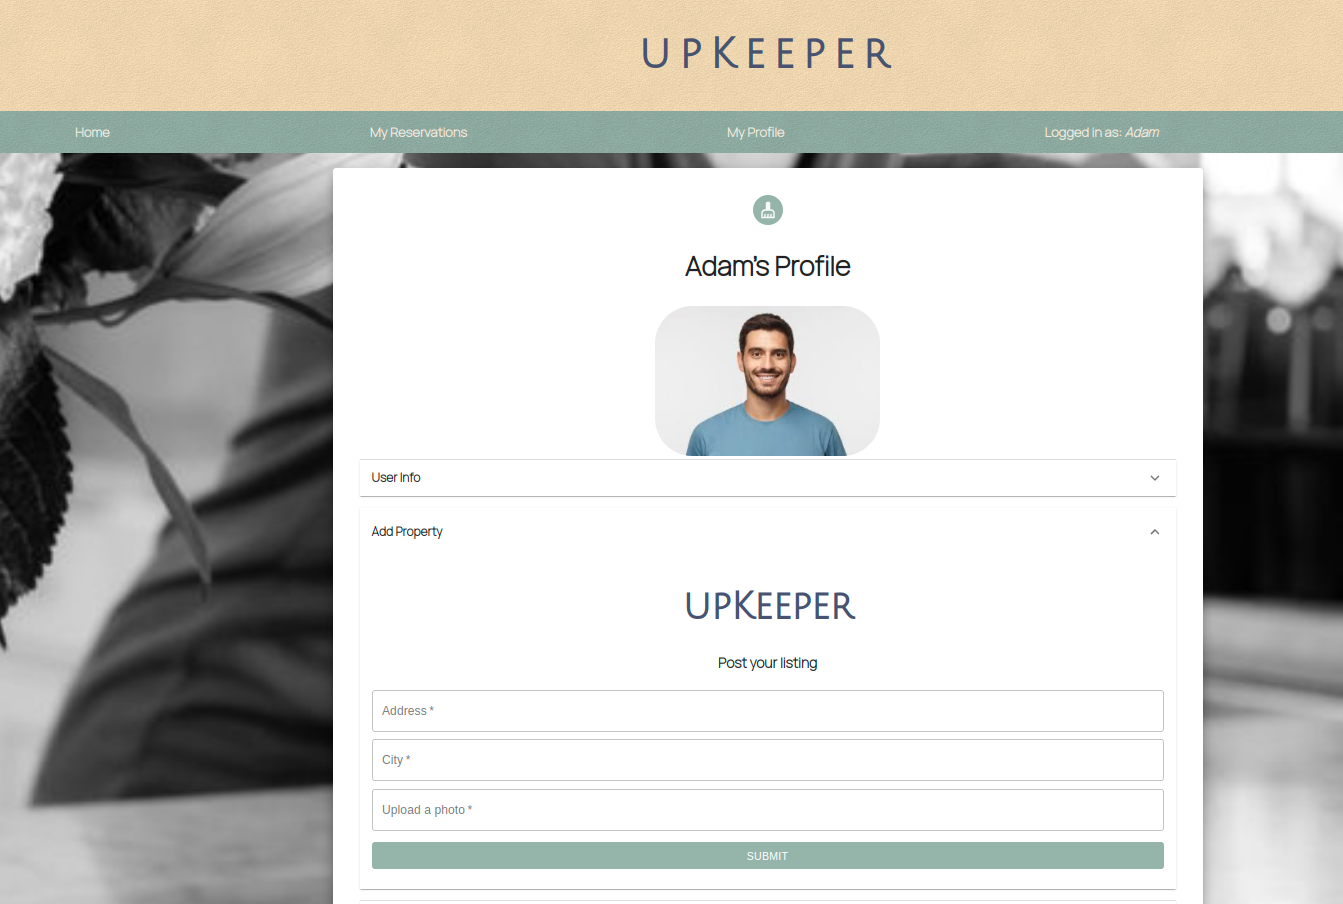 UPKEEPER
Home My Reservations My Profile Logged in as: Adam
Adam's Profile
User Info
Add Property
UPKEEPER
Post your listing
Address *
City *
Upload a photo *
SUBMIT